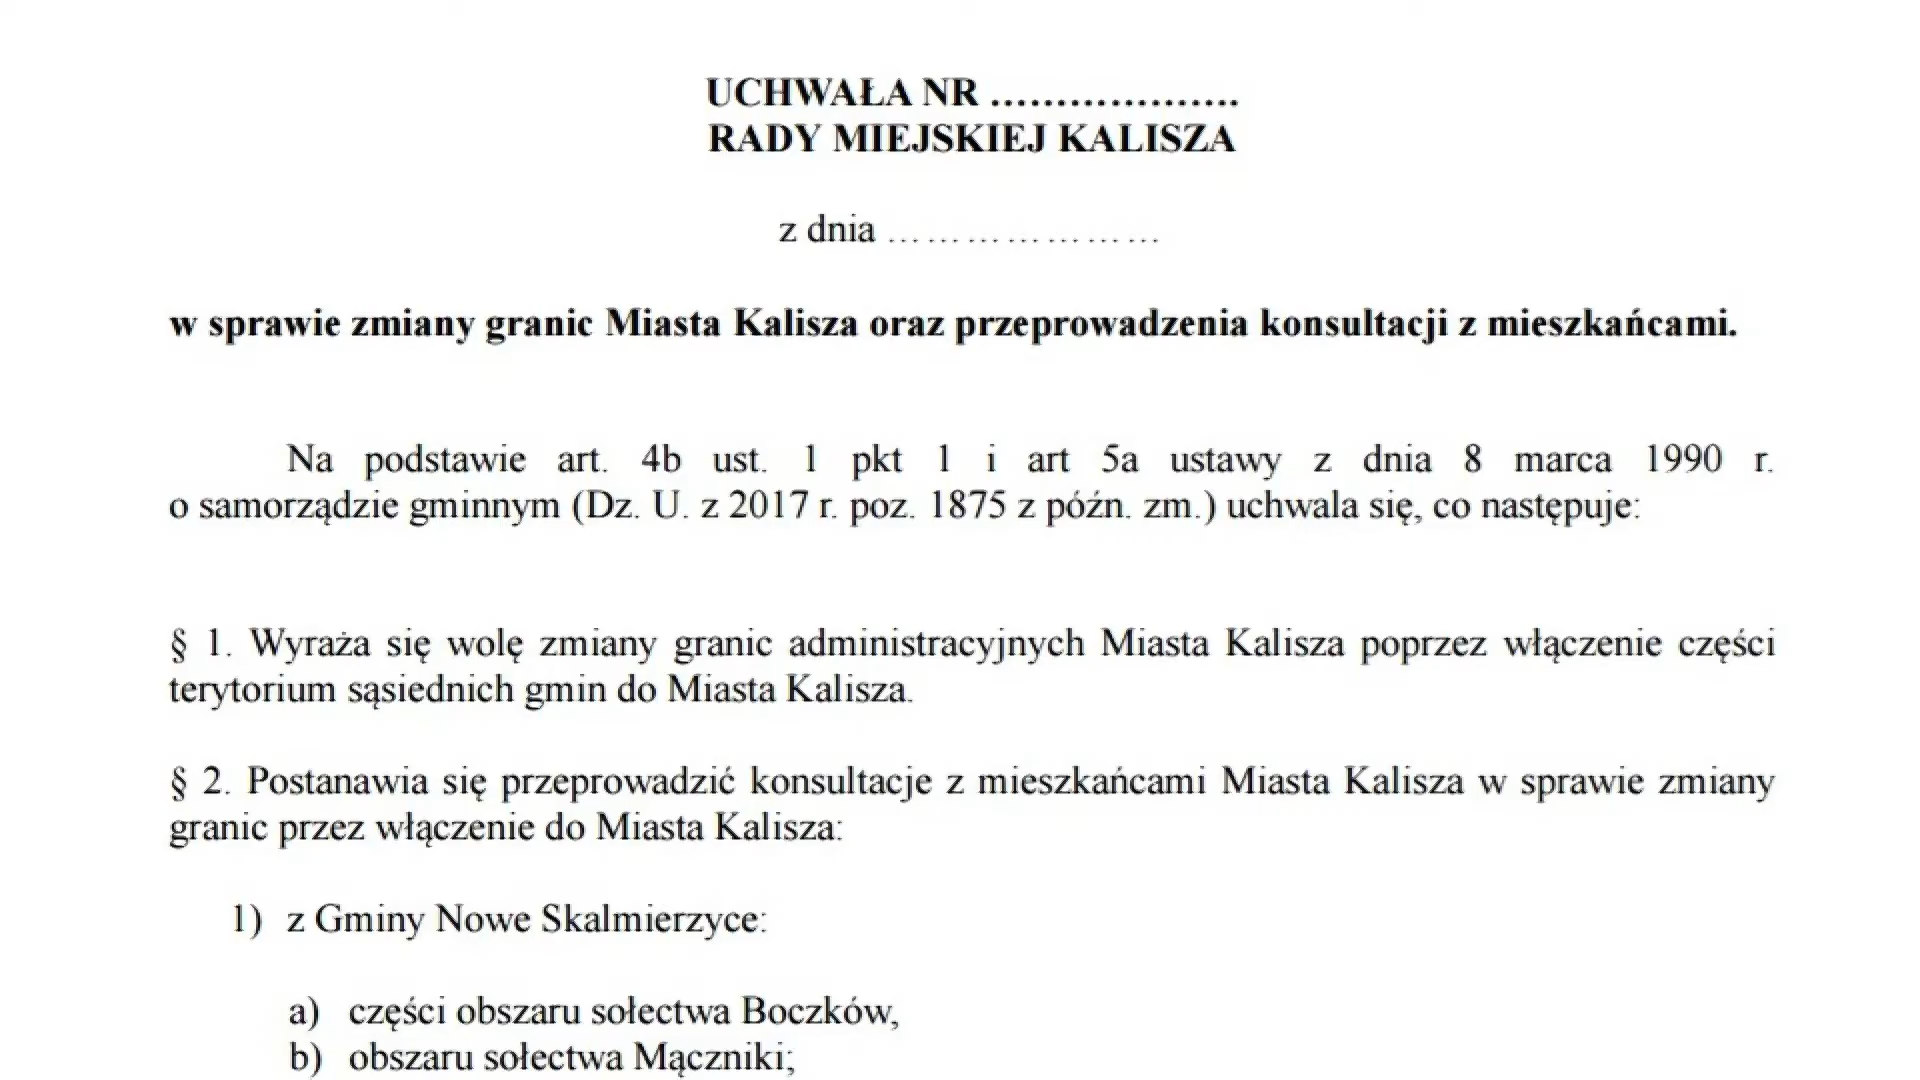 UCHWAŁA NR ...................
RADY MIEJSKIEJ KALISZA
z dnia …………………
w sprawie zmiany granic Miasta Kalisza oraz przeprowadzenia konsultacji z mieszkańcami.
Na podstawie art. 4b ust. 1 pkt 1 i art 5a ustawy z dnia 8 marca 1990 r.
o samorządzie gminnym (Dz. U. z 2017 r. poz. 1875 z późn. zm.) uchwala się, co następuje:
§ 1. Wyraża się wolę zmiany granic administracyjnych Miasta Kalisza poprzez włączenie części
terytorium sąsiednich gmin do Miasta Kalisza.
§ 2. Postanawia się przeprowadzić konsultacje z mieszkańcami Miasta Kalisza w sprawie zmiany
granic przez włączenie do Miasta Kalisza:
1) z Gminy Nowe Skalmierzyce:
a) części obszaru sołectwa Boczków,
b) obszaru sołectwa Mączniki;